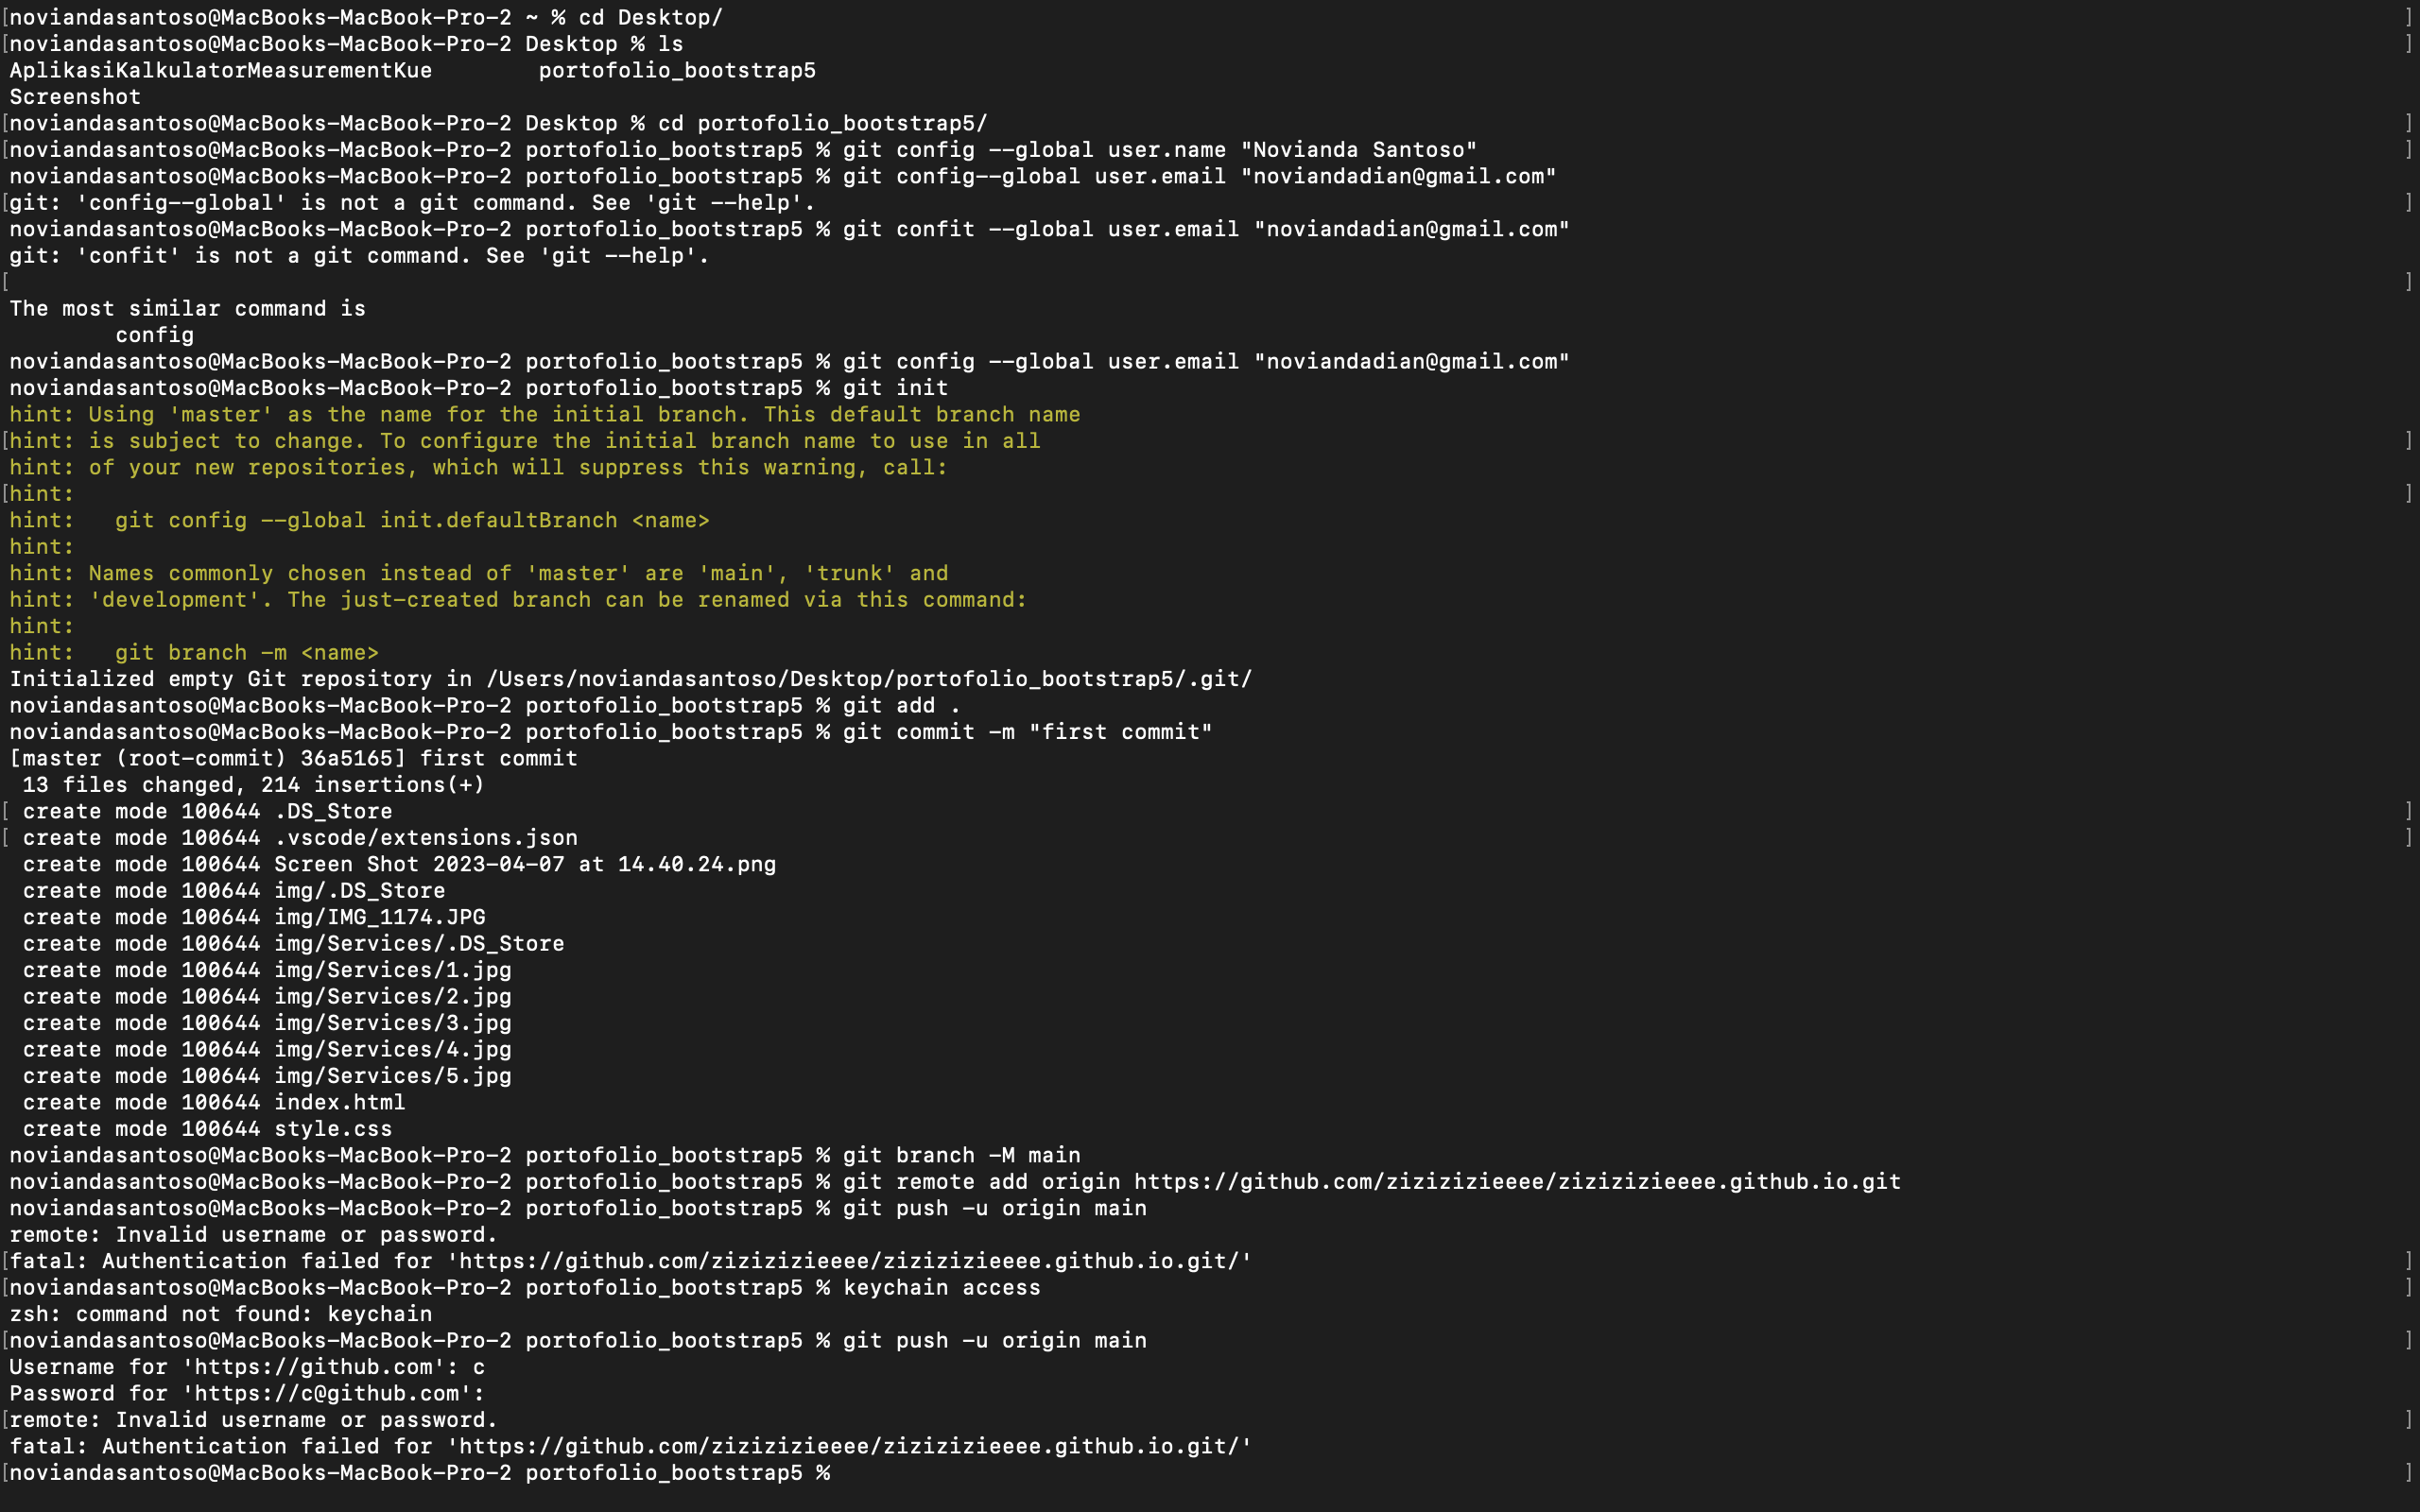 [noviandasantoso@MacBooks-MacBook-Pro-2 ~ % cd Desktop/ ]
[noviandasantoso@MacBooks-MacBook-Pro-2 Desktop % ls ]
AplikasiKalkulatorMeasurementKue        portofolio_bootstrap5
Screenshot
[noviandasantoso@MacBooks-MacBook-Pro-2 Desktop % cd portofolio_bootstrap5/ ]
[noviandasantoso@MacBooks-MacBook-Pro-2 portofolio_bootstrap5 % git config --global user.name "Novianda Santoso" ]
noviandasantoso@MacBooks-MacBook-Pro-2 portofolio_bootstrap5 % git config--global user.email "noviandadian@gmail.com"
[git: 'config--global' is not a git command. See 'git --help'. ]
noviandasantoso@MacBooks-MacBook-Pro-2 portofolio_bootstrap5 % git confit --global user.email "noviandadian@gmail.com"
git: 'confit' is not a git command. See 'git --help'.
[ ]
The most similar command is
        config
noviandasantoso@MacBooks-MacBook-Pro-2 portofolio_bootstrap5 % git config --global user.email "noviandadian@gmail.com"
noviandasantoso@MacBooks-MacBook-Pro-2 portofolio_bootstrap5 % git init
hint: Using 'master' as the name for the initial branch. This default branch name
[hint: is subject to change. To configure the initial branch name to use in all ]
hint: of your new repositories, which will suppress this warning, call:
[hint: ]
hint:   git config --global init.defaultBranch <name>
hint:
hint: Names commonly chosen instead of 'master' are 'main', 'trunk' and
hint: 'development'. The just-created branch can be renamed via this command:
hint:
hint:   git branch -m <name>
Initialized empty Git repository in /Users/noviandasantoso/Desktop/portofolio_bootstrap5/.git/
noviandasantoso@MacBooks-MacBook-Pro-2 portofolio_bootstrap5 % git add .
noviandasantoso@MacBooks-MacBook-Pro-2 portofolio_bootstrap5 % git commit -m "first commit"
[master (root-commit) 36a5165] first commit
 13 files changed, 214 insertions(+)
[ create mode 100644 .DS_Store ]
[ create mode 100644 .vscode/extensions.json ]
 create mode 100644 Screen Shot 2023-04-07 at 14.40.24.png
 create mode 100644 img/.DS_Store
 create mode 100644 img/IMG_1174.JPG
 create mode 100644 img/Services/.DS_Store
 create mode 100644 img/Services/1.jpg
 create mode 100644 img/Services/2.jpg
 create mode 100644 img/Services/3.jpg
 create mode 100644 img/Services/4.jpg
 create mode 100644 img/Services/5.jpg
 create mode 100644 index.html
 create mode 100644 style.css
noviandasantoso@MacBooks-MacBook-Pro-2 portofolio_bootstrap5 % git branch -M main
noviandasantoso@MacBooks-MacBook-Pro-2 portofolio_bootstrap5 % git remote add origin https://github.com/zizizizieeee/zizizizieeee.github.io.git
noviandasantoso@MacBooks-MacBook-Pro-2 portofolio_bootstrap5 % git push -u origin main
remote: Invalid username or password.
[fatal: Authentication failed for 'https://github.com/zizizizieeee/zizizizieeee.github.io.git/' ]
[noviandasantoso@MacBooks-MacBook-Pro-2 portofolio_bootstrap5 % keychain access ]
zsh: command not found: keychain
[noviandasantoso@MacBooks-MacBook-Pro-2 portofolio_bootstrap5 % git push -u origin main ]
Username for 'https://github.com': c
Password for 'https://c@github.com':
[remote: Invalid username or password. ]
fatal: Authentication failed for 'https://github.com/zizizizieeee/zizizizieeee.github.io.git/'
[noviandasantoso@MacBooks-MacBook-Pro-2 portofolio_bootstrap5 % ]